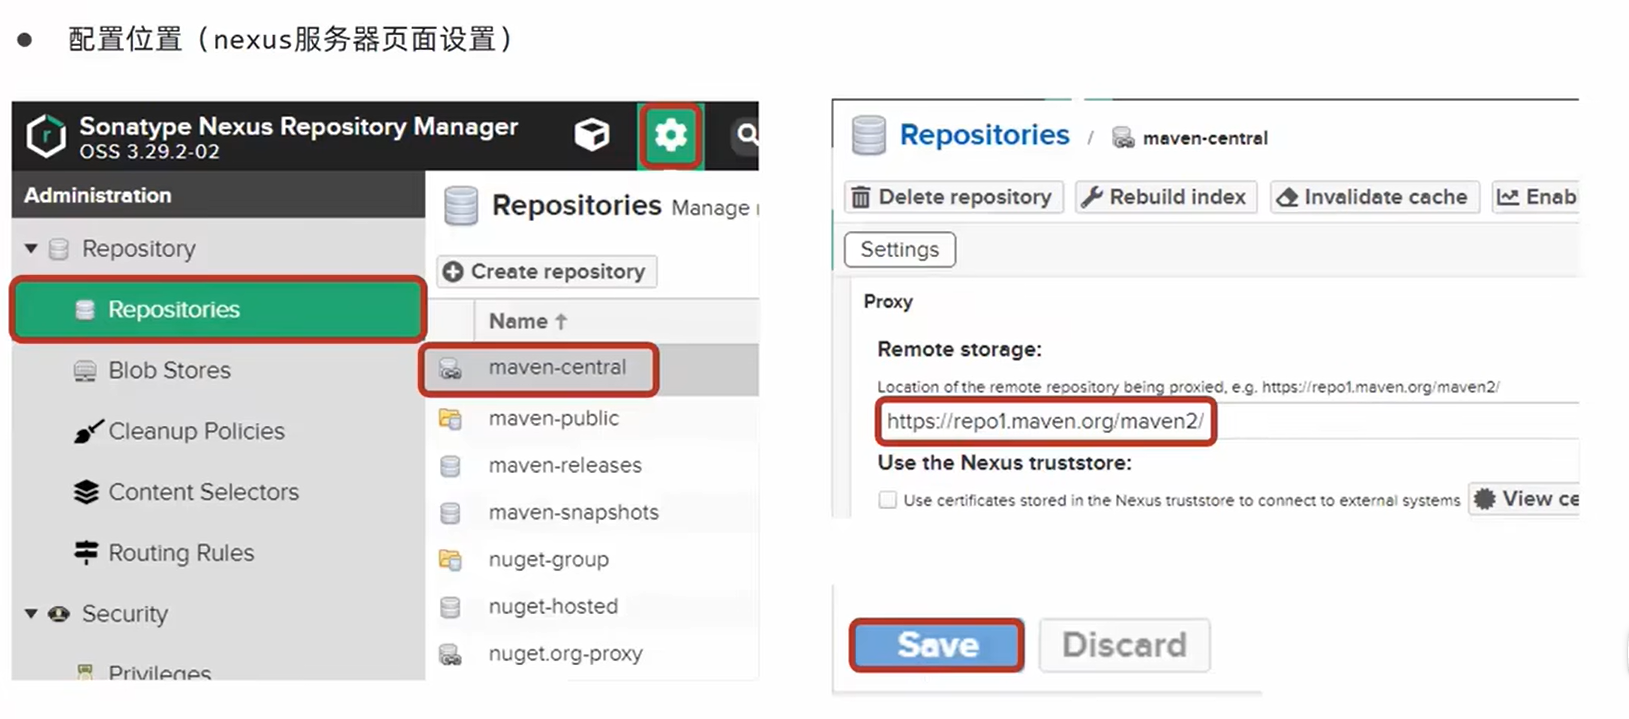 ● 配置位置（nexus服务器页面设置）
Sonatype Nexus Repository Manager
OSS 3.29.2-02
Administration
Repository
Repositories
Blob Stores
Cleanup Policies
Content Selectors
Routing Rules
Security
Privileges
Repositories Manage
Create repository
Name ↑
maven-central
maven-public
maven-releases
maven-snapshots
nuget-group
nuget-hosted
nuget.org-proxy
Repositories / maven-central
Delete repository Rebuild index Invalidate cache Enab
Settings
Proxy
Remote storage:
Location of the remote repository being proxied, e.g. https://repo1.maven.org/maven2/
https://repo1.maven.org/maven2/
Use the Nexus truststore:
Use certificates stored in the Nexus truststore to connect to external systems View ce
Save Discard